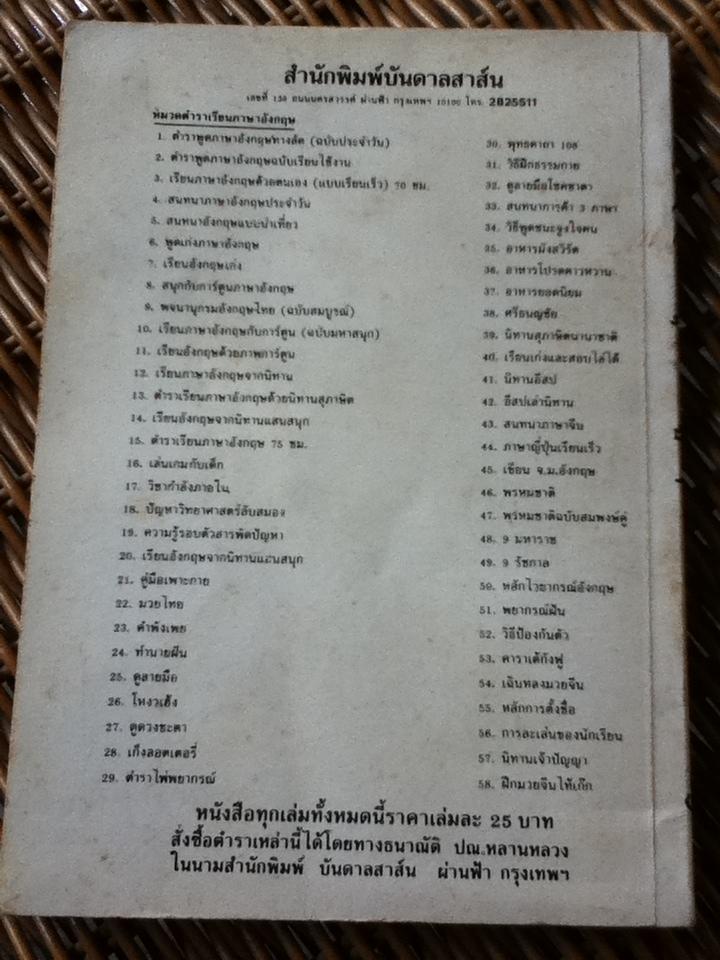 สำนักพิมพ์บันดาลสาส์น
เลขที่ 138 ถนนนครสวรรค์ ผ่านฟ้า กรุงเทพฯ 10100 โทร. 2825511
หมวดตำราเรียนภาษาอังกฤษ
1. ตำราพูดภาษาอังกฤษทางลัด (ฉบับประจำวัน)
2. ตำราพูดภาษาอังกฤษฉบับเรียนใช้งาน
3. เรียนภาษาอังกฤษด้วยตนเอง (แบบเรียนเร็ว) 70 ชม.
4. สนทนาภาษาอังกฤษประจำวัน
5. สนทนาอังกฤษแบบนำเที่ยว
6. พูดเก่งภาษาอังกฤษ
7. เรียนอังกฤษเก่ง
8. สนุกกับการ์ตูนภาษาอังกฤษ
9. พจนานุกรมอังกฤษ-ไทย (ฉบับสมบูรณ์)
10. เรียนภาษาอังกฤษกับการ์ตูน (ฉบับมหาสนุก)
11. เรียนอังกฤษด้วยภาพการ์ตูน
12. เรียนภาษาอังกฤษจากนิทาน
13. ตำราเรียนภาษาอังกฤษด้วยนิทานสุภาษิต
14. เรียนอังกฤษจากนิทานแสนสนุก
15. ตำราเรียนภาษาอังกฤษ 75 ชม.
16. เล่นเกมกับเด็ก
17. วิชากำลังภายใน
18. ปัญหาวิทยาศาสตร์ลับสมอง
19. ความรู้รอบตัวสารพัดปัญหา
20. เรียนอังกฤษจากนิทานแสนสนุก
21. คู่มือเพาะกาย
22. มวยไทย
23. คำพังเพย
24. ทำนายฝัน
25. ดูลายมือ
26. โหงวเฮ้ง
27. ดูดวงชะตา
28. เก็งลอตเตอรี่
29. ตำราไพ่พยากรณ์
30. พุทธคาถา 108
31. วิธีฝึกธรรมกาย
32. ดูลายมือโชคชาตา
33. สนทนาการค้า 3 ภาษา
34. วิธีพูดชนะจูงใจคน
35. อาหารมังสวิรัต
36. อาหารโปรดคาวหวาน
37. อาหารยอดนิยม
38. ศรีธนญชัย
39. นิทานสุภาษิตนานาชาติ
40. เรียนเก่งและสอบไล่ได้
41. นิทานอีสป
42. อีสปเล่านิทาน
43. สนทนาภาษาจีน
44. ภาษาญี่ปุ่นเรียนเร็ว
45. เขียน จ.ม.อังกฤษ
46. พรหมชาติ
47. พรหมชาติฉบับสมพงษ์คู่
48. 9 มหาราช
49. 9 รัชกาล
50. หลักไวยากรณ์อังกฤษ
51. พยากรณ์ฝัน
52. วิธีป้องกันตัว
53. คาราเต้กังฟู
54. เฉินหลงมวยจีน
55. หลักการตั้งชื่อ
56. การละเล่นของนักเรียน
57. นิทานเจ้าปัญญา
58. ฝึกมวยจีนไท้เก๊ก
หนังสือทุกเล่มทั้งหมดนี้ราคาเล่มละ 25 บาท
สั่งซื้อตำราเหล่านี้ได้โดยทางธนาณัติ ปณ.หลานหลวง
ในนามสำนักพิมพ์ บันดาลสาส์น ผ่านฟ้า กรุงเทพฯ